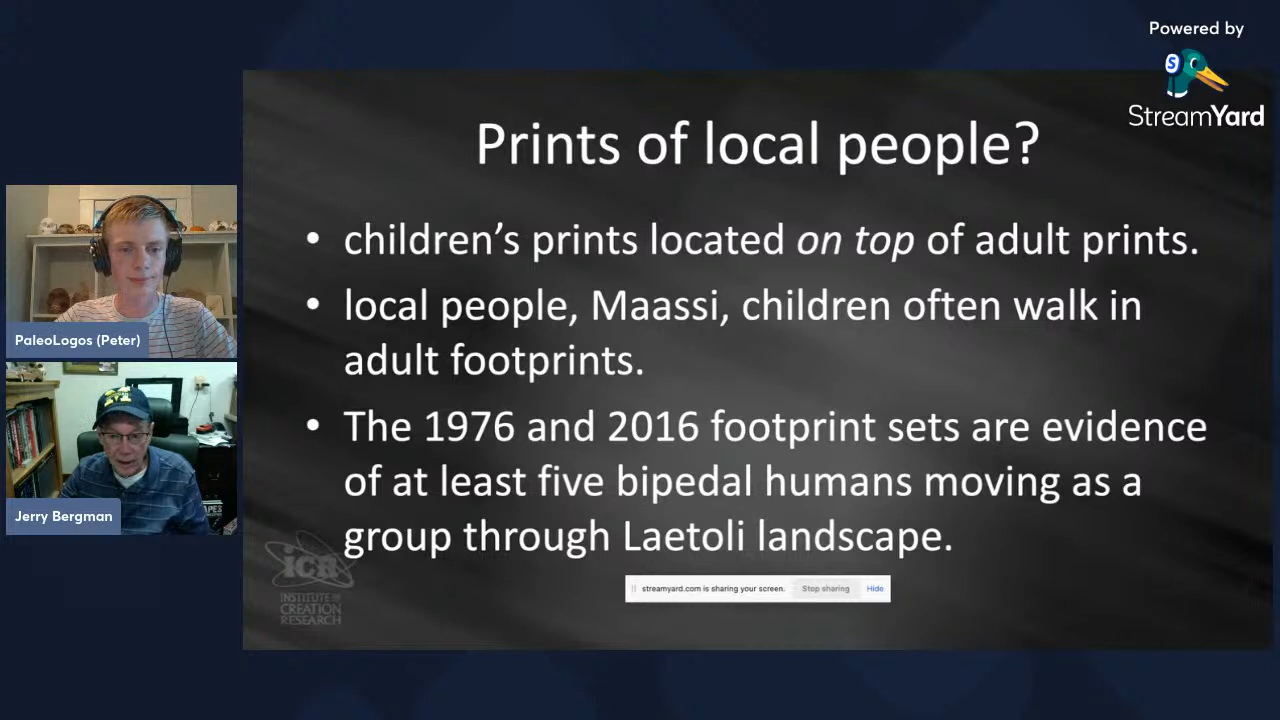 Powered by
StreamYard
Prints of local people?
• children’s prints located on top of adult prints.
• local people, Maassi, children often walk in
adult footprints.
• The 1976 and 2016 footprint sets are evidence
of at least five bipedal humans moving as a
group through Laetoli landscape.
PaleoLogos (Peter)
Jerry Bergman
icr
INSTITUTE for
CREATION
RESEARCH
streamyard.com is sharing your screen.
Stop sharing
Hide